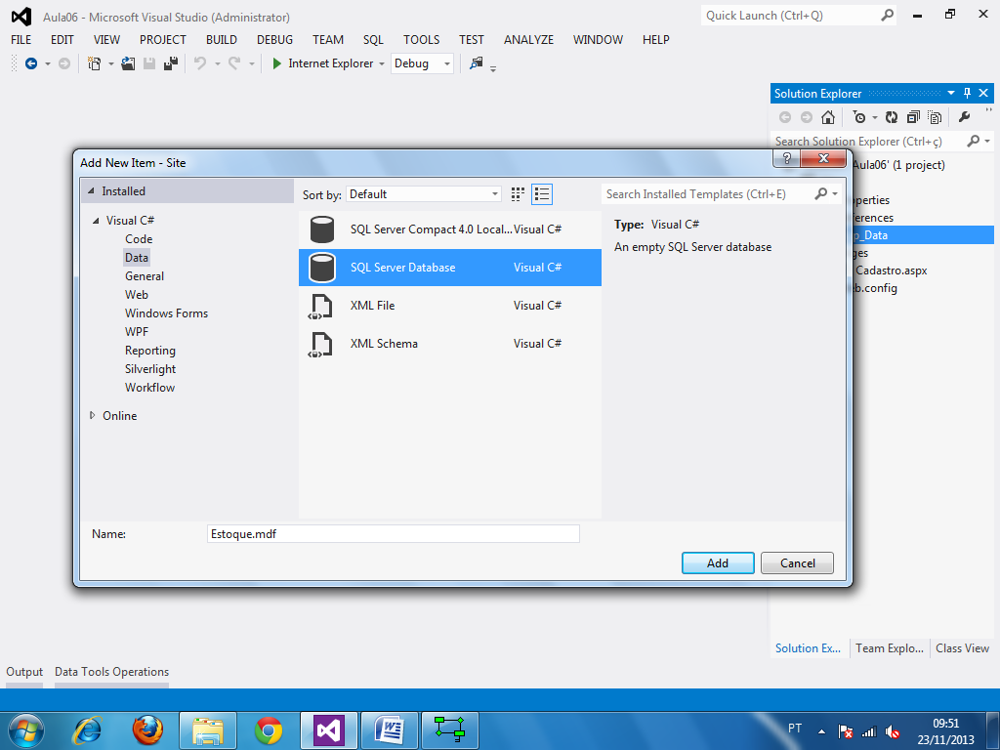 Aula06 - Microsoft Visual Studio (Administrator)
Quick Launch (Ctrl+Q)
FILE EDIT VIEW PROJECT BUILD DEBUG TEAM SQL TOOLS TEST ANALYZE WINDOW HELP
Internet Explorer Debug
Solution Explorer
Search Solution Explorer (Ctrl+ç)
Aula06' (1 project)
perties
erences
p_Data
ges
Cadastro.aspx
b.config
Add New Item - Site
Installed
Visual C#
Code
Data
General
Web
Windows Forms
WPF
Reporting
Silverlight
Workflow
Online
Sort by: Default
Search Installed Templates (Ctrl+E)
SQL Server Compact 4.0 Local... Visual C#
SQL Server Database Visual C#
XML File Visual C#
XML Schema Visual C#
Type: Visual C#
An empty SQL Server database
Name: Estoque.mdf
Add Cancel
Solution Ex... Team Explo... Class View
Output Data Tools Operations
PT
09:51
23/11/2013